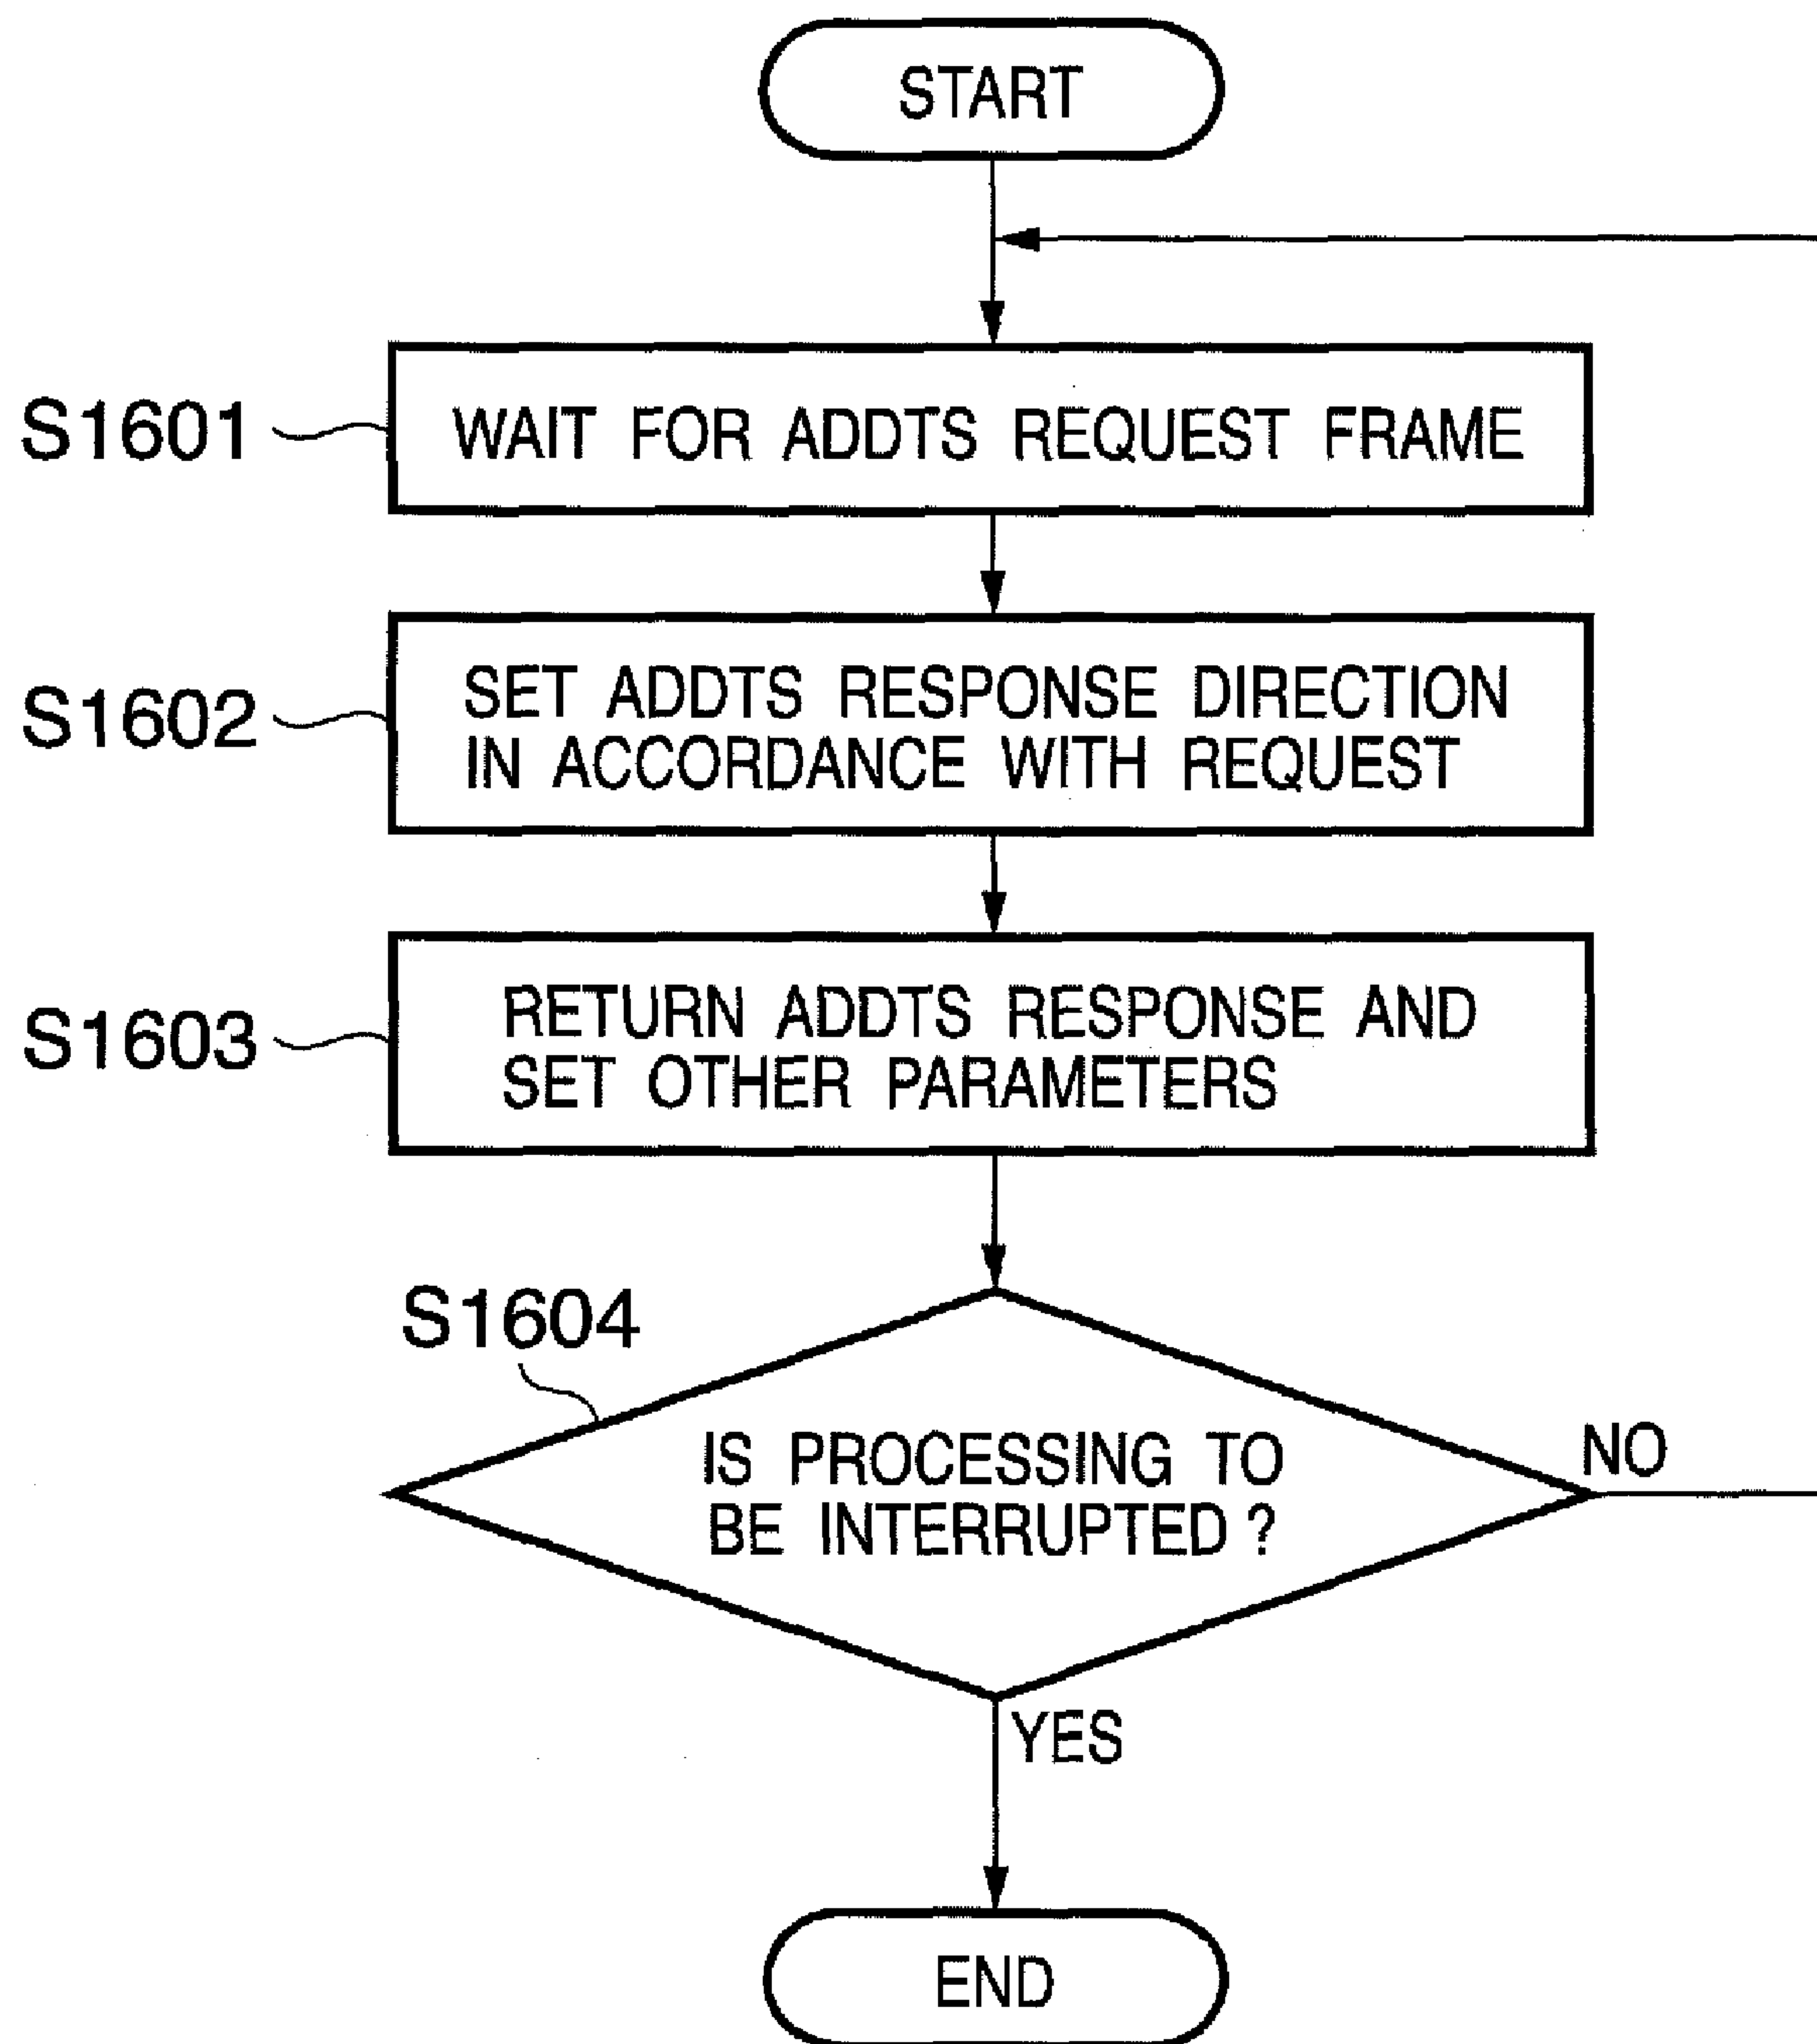 START
S1601
WAIT FOR ADDTS REQUEST FRAME
S1602
SET ADDTS RESPONSE DIRECTION
IN ACCORDANCE WITH REQUEST
S1603
RETURN ADDTS RESPONSE AND
SET OTHER PARAMETERS
S1604
IS PROCESSING TO
BE INTERRUPTED ?
NO
YES
END